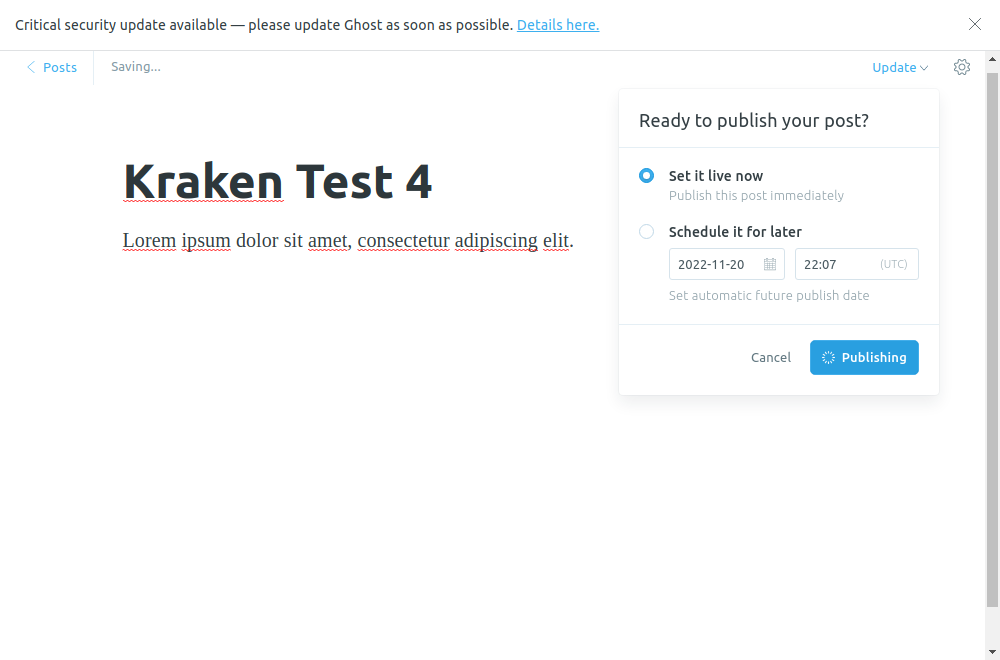 Critical security update available — please update Ghost as soon as possible. Details here.
Posts
Saving...
Update
Ready to publish your post?
Set it live now
Publish this post immediately
Schedule it for later
2022-11-20
22:07
(UTC)
Set automatic future publish date
Cancel
Publishing
Kraken Test 4
Lorem ipsum dolor sit amet, consectetur adipiscing elit.